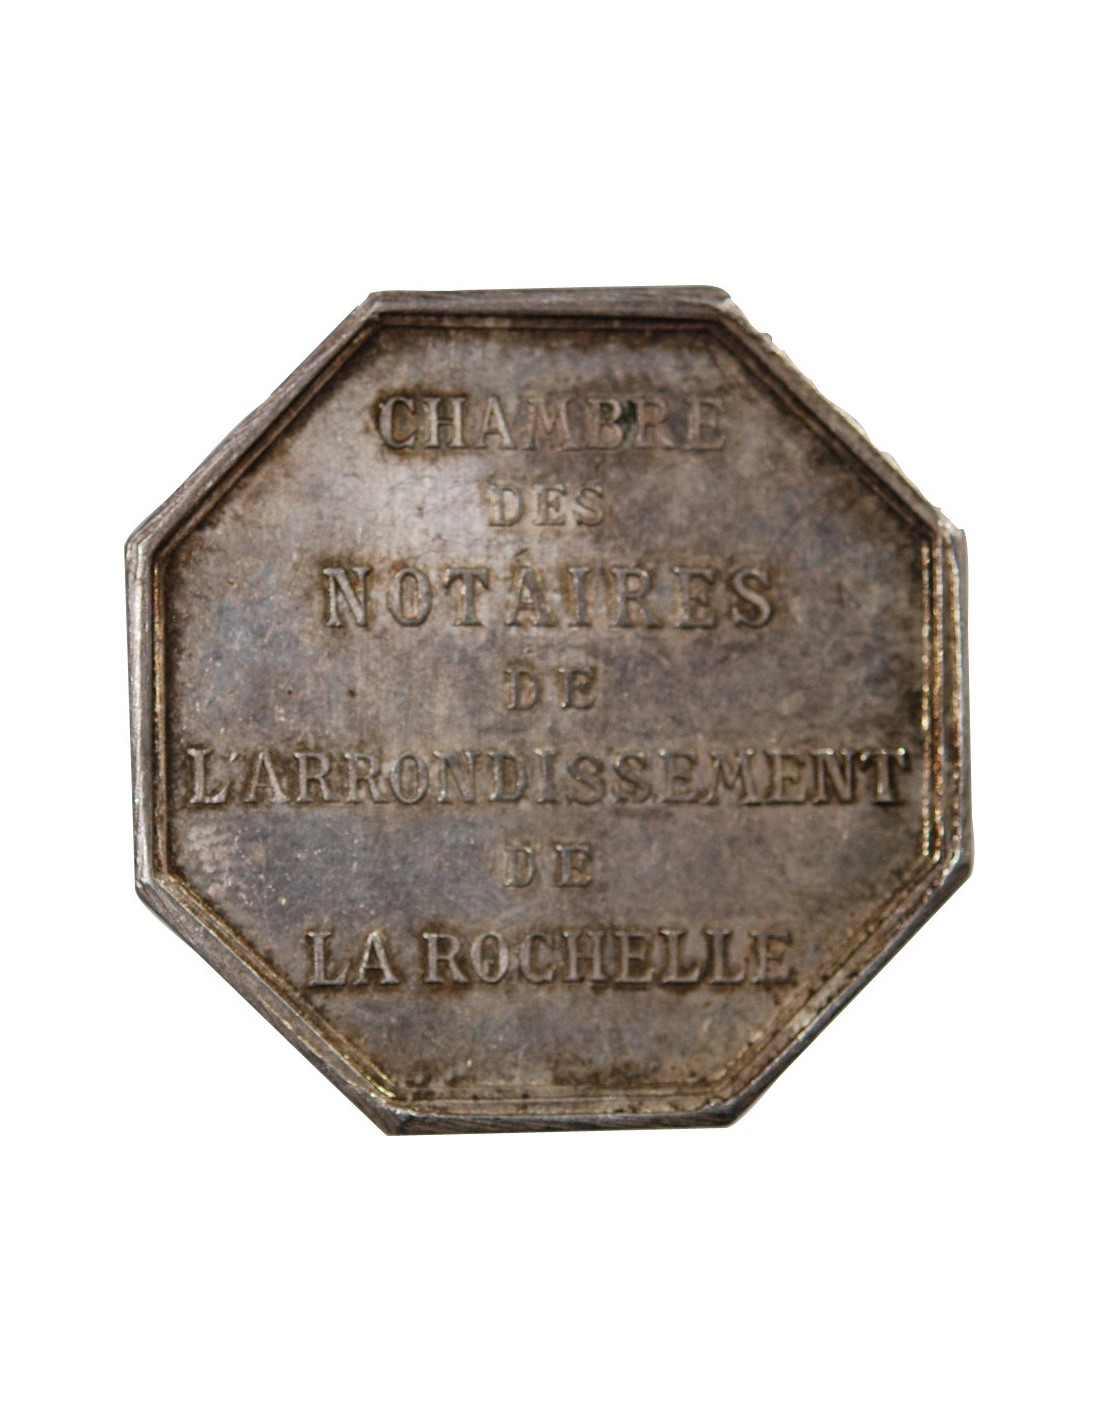 CHAMBRE
DES
NOTAIRES
DE
L'ARRONDISSEMENT
DE
LA ROCHELLE